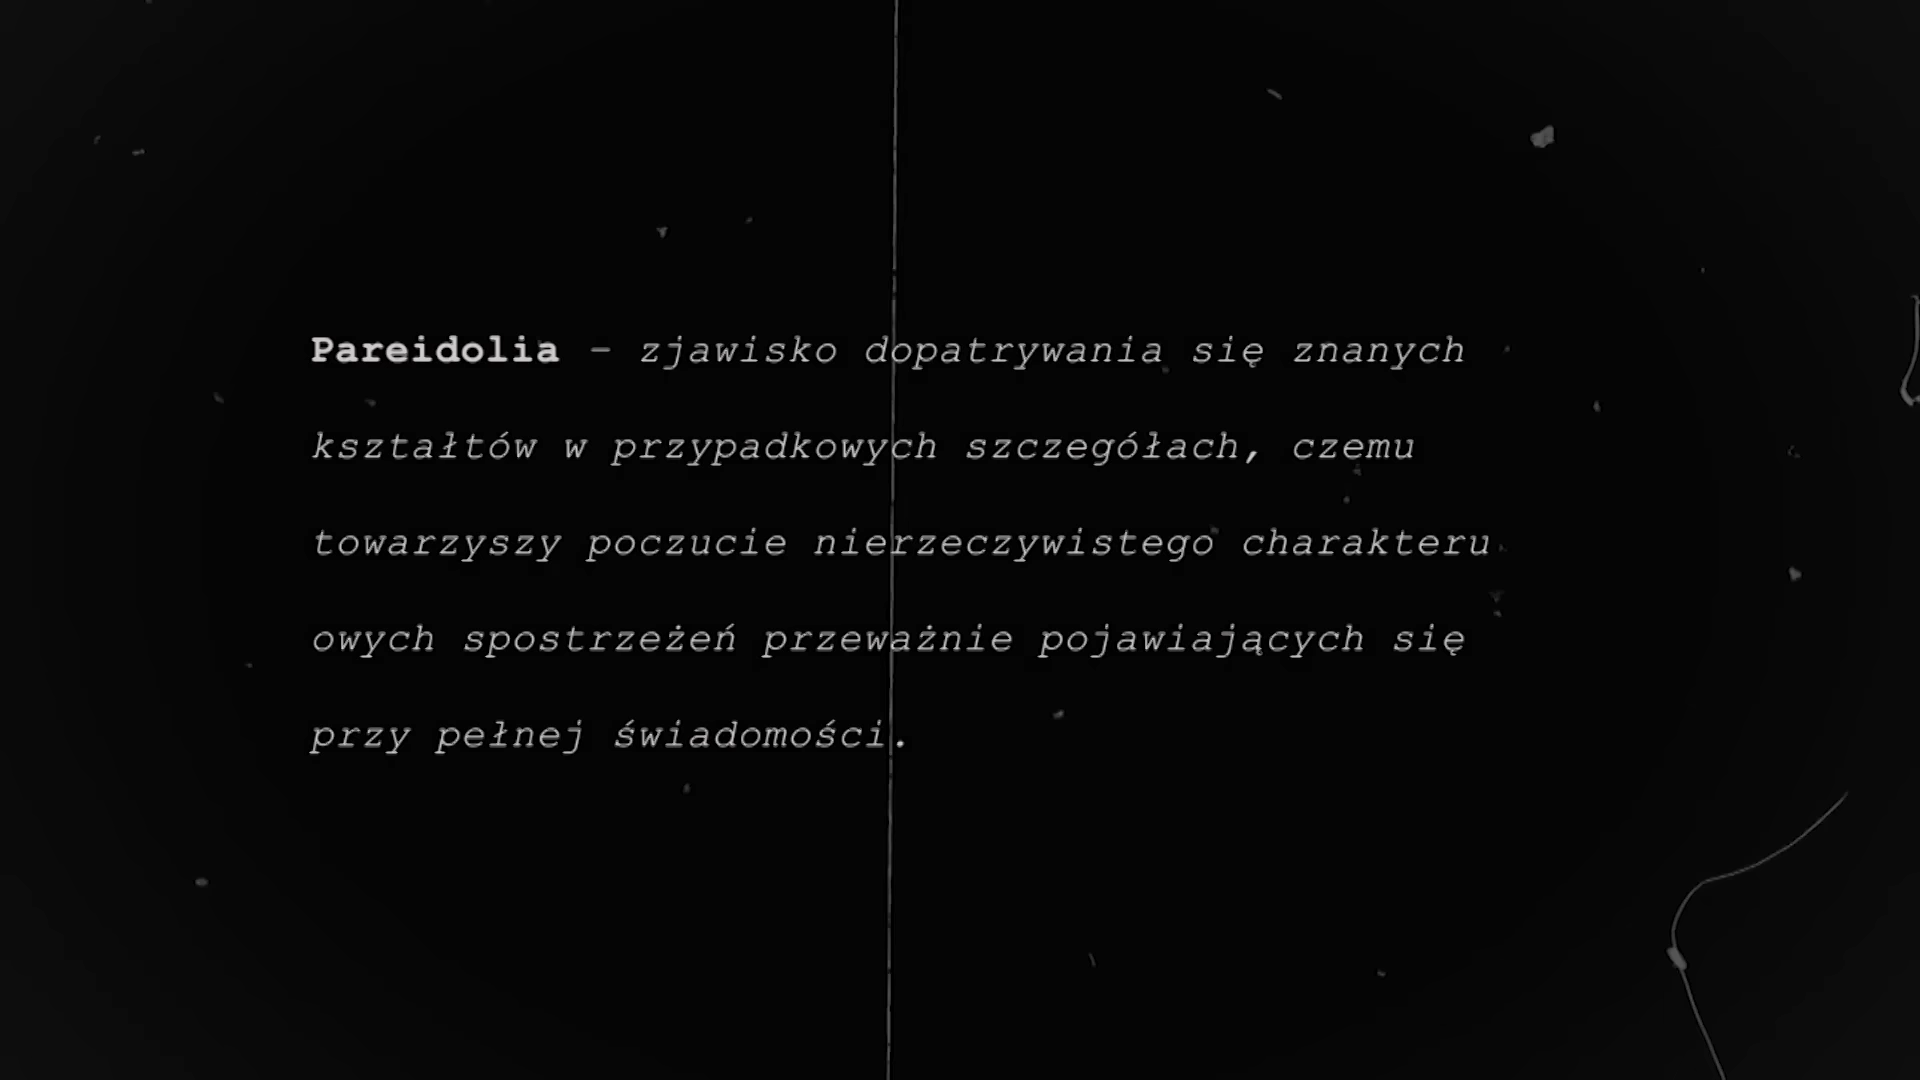 Pareidolia – zjawisko dopatrywania się znanych
kształtów w przypadkowych szczegółach, czemu
towarzyszy poczucie nierzeczywistego charakteru
owych spostrzeżeń przeważnie pojawiających się
przy pełnej świadomości.